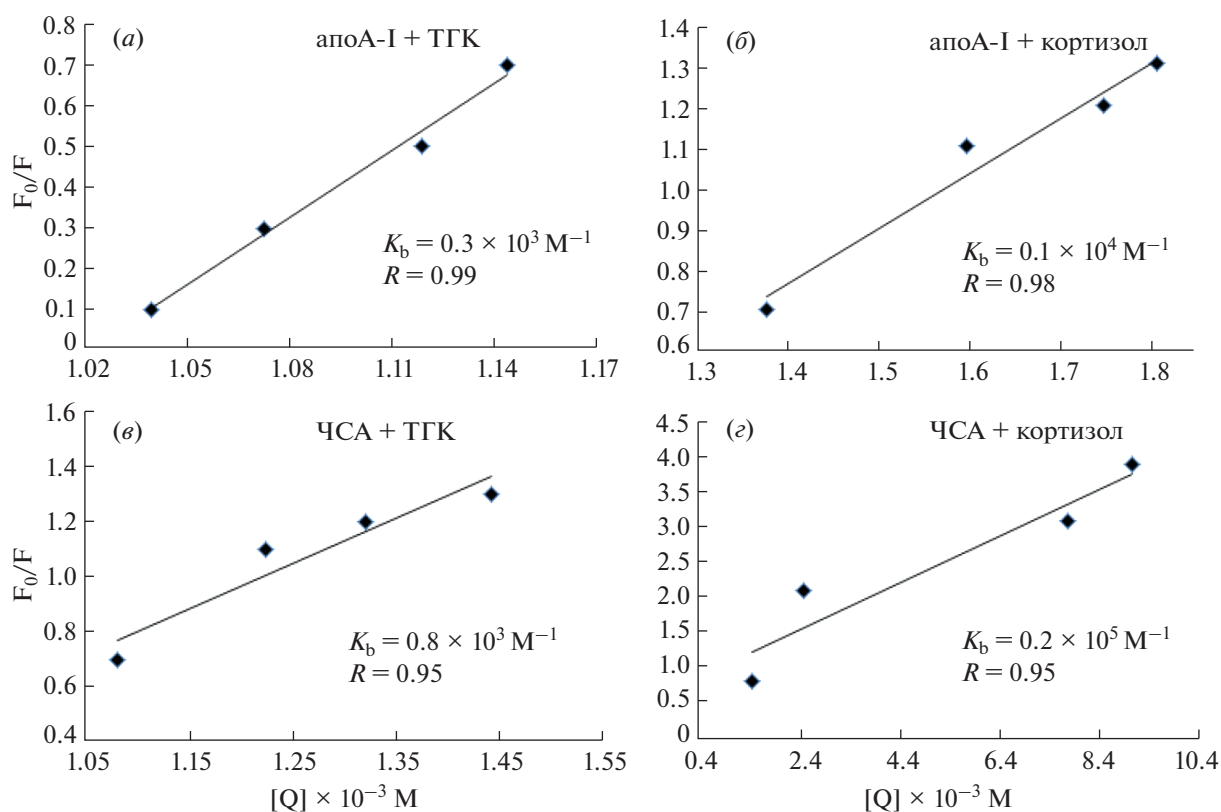 (а) апоА-I + ТГК
F0/F
0.8
0.7
0.6
0.5
0.4
0.3
0.2
0.1
0
Kb = 0.3 × 10³ M⁻¹
R = 0.99
1.02 1.05 1.08 1.11 1.14 1.17
(б) апоА-I + кортизол
1.4
1.3
1.2
1.1
1.0
0.9
0.8
0.7
0.6
Kb = 0.1 × 10⁴ M⁻¹
R = 0.98
1.3 1.4 1.5 1.6 1.7 1.8
(в) ЧСА + ТГК
F0/F
1.6
1.4
1.2
1.0
0.8
0.6
0.4
Kb = 0.8 × 10³ M⁻¹
R = 0.95
1.05 1.15 1.25 1.35 1.45 1.55
[Q] × 10⁻³ M
(г) ЧСА + кортизол
4.5
4.0
3.5
3.0
2.5
2.0
1.5
1.0
0.5
0
Kb = 0.2 × 10⁵ M⁻¹
R = 0.95
0.4 2.4 4.4 6.4 8.4 10.4
[Q] × 10⁻³ M